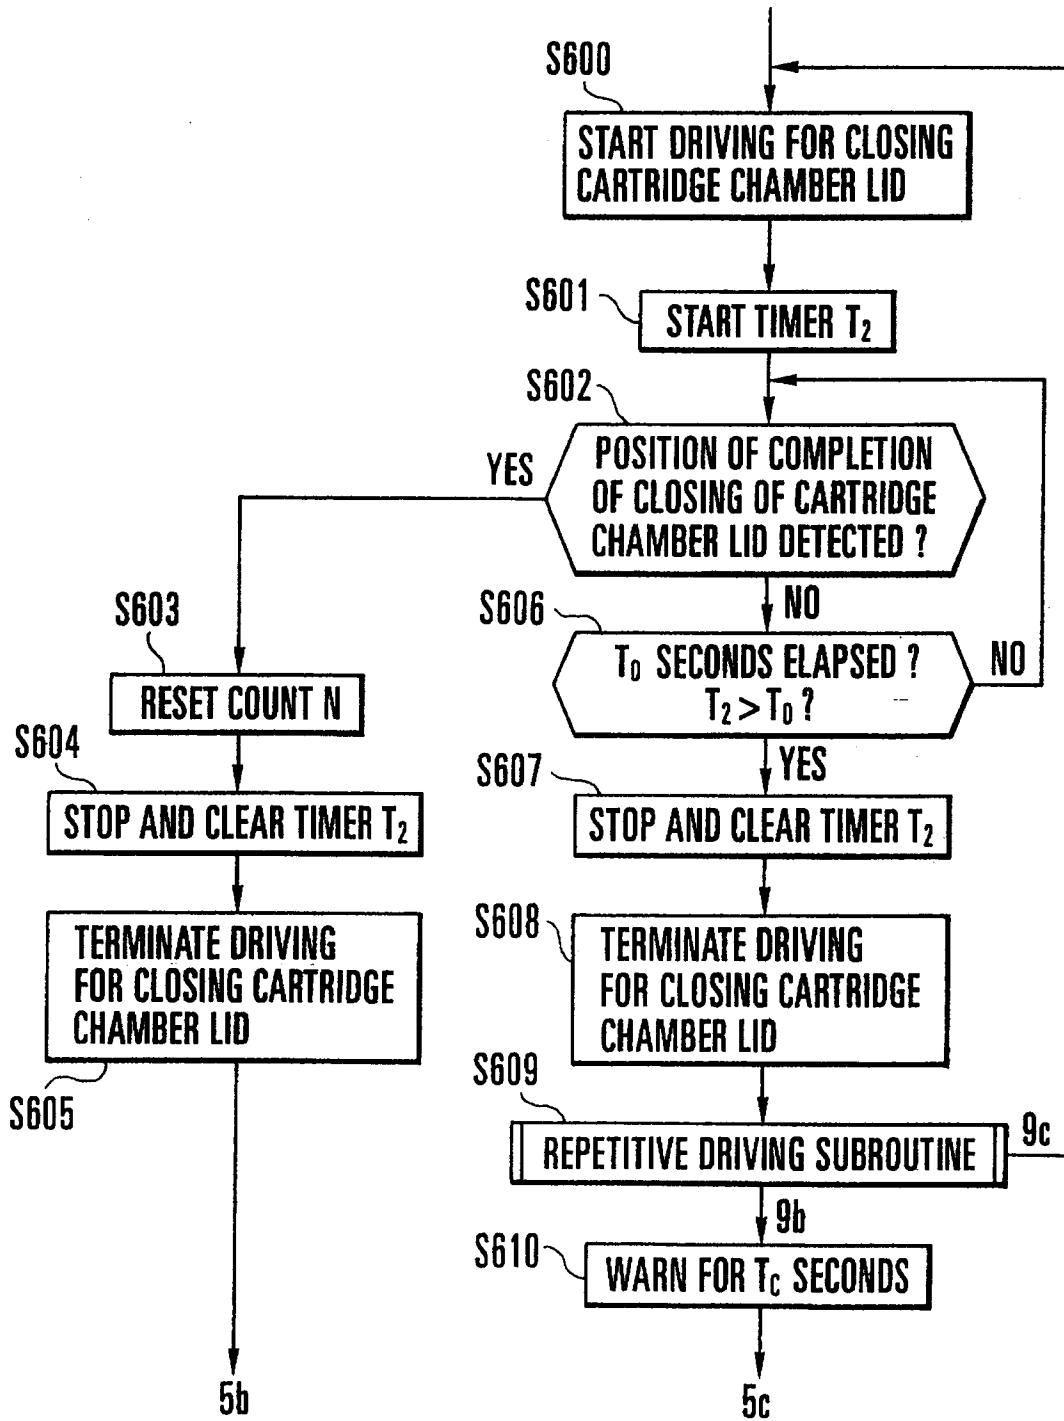 S600
START DRIVING FOR CLOSING
CARTRIDGE CHAMBER LID
S601
START TIMER T₂
S602
POSITION OF COMPLETION
OF CLOSING OF CARTRIDGE
CHAMBER LID DETECTED ?
YES
NO
S603
RESET COUNT N
S606
T₀ SECONDS ELAPSED ?
T₂ > T₀ ?
NO
YES
S604
STOP AND CLEAR TIMER T₂
S607
STOP AND CLEAR TIMER T₂
TERMINATE DRIVING
FOR CLOSING CARTRIDGE
CHAMBER LID
S605
S608
TERMINATE DRIVING
FOR CLOSING CARTRIDGE
CHAMBER LID
S609
REPETITIVE DRIVING SUBROUTINE
9c
9b
S610
WARN FOR T_C SECONDS
5b
5c